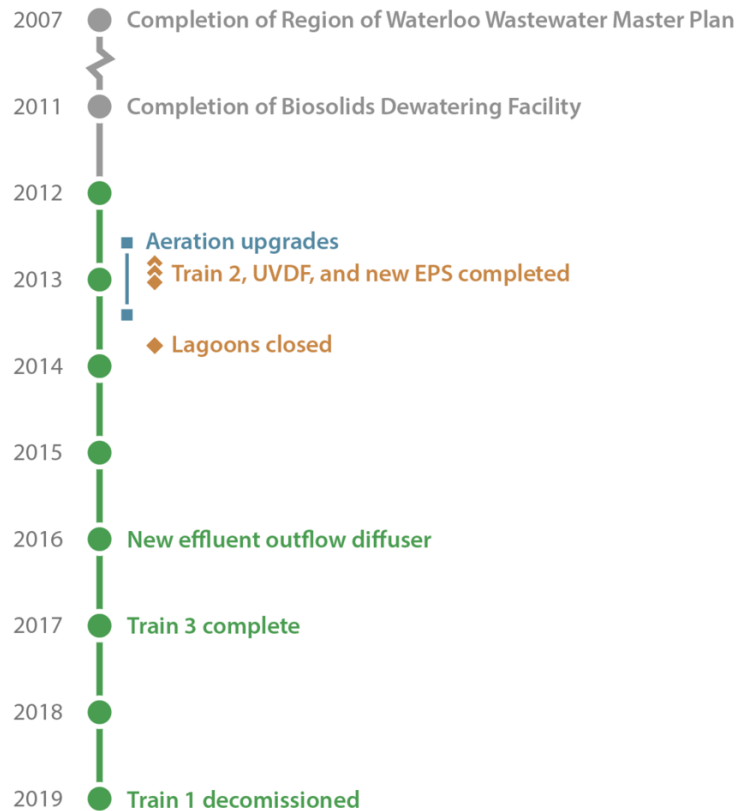 2007 Completion of Region of Waterloo Wastewater Master Plan
2011 Completion of Biosolids Dewatering Facility
2012
Aeration upgrades
2013 Train 2, UVDF, and new EPS completed
Lagoons closed
2014
2015
2016 New effluent outflow diffuser
2017 Train 3 complete
2018
2019 Train 1 decomissioned